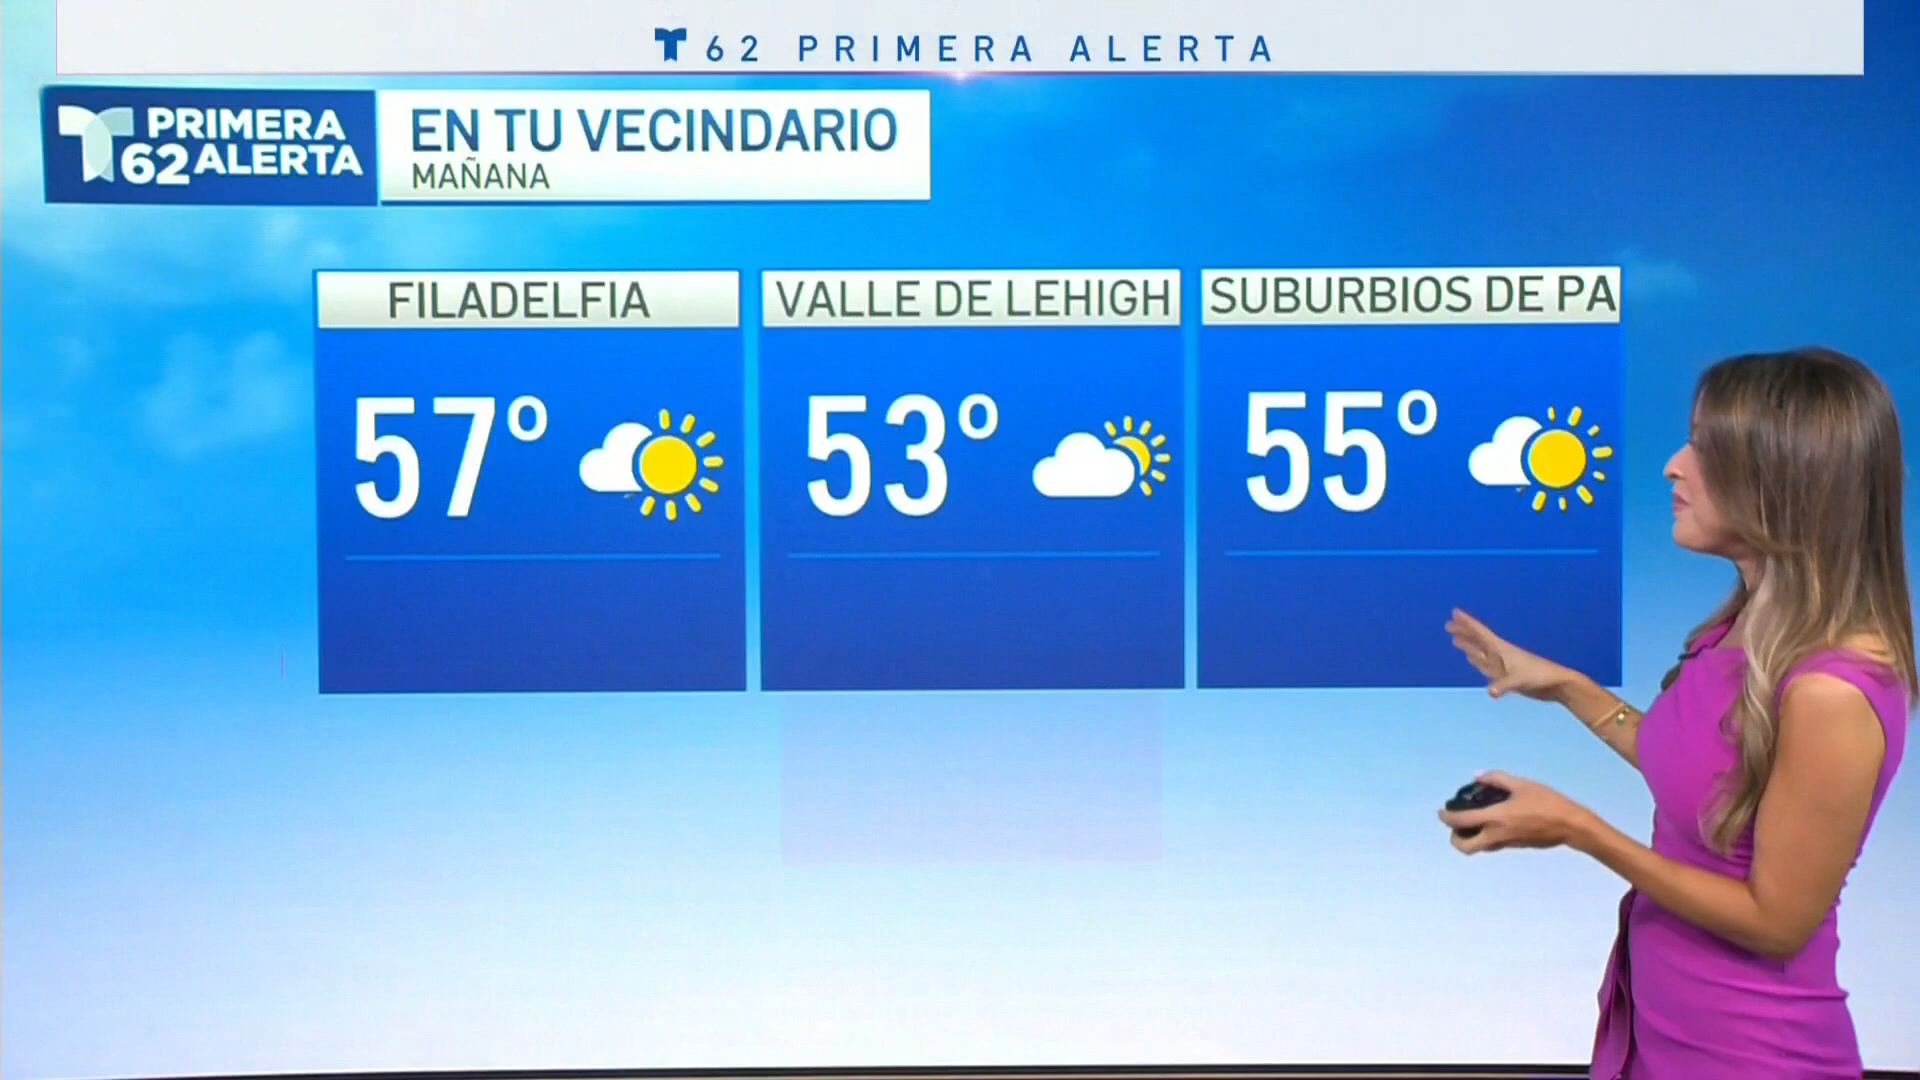 T 62 PRIMERA ALERTA
PRIMERA
62 ALERTA
EN TU VECINDARIO
MAÑANA
FILADELFIA
VALLE DE LEHIGH
SUBURBIOS DE PA
57°
53°
55°